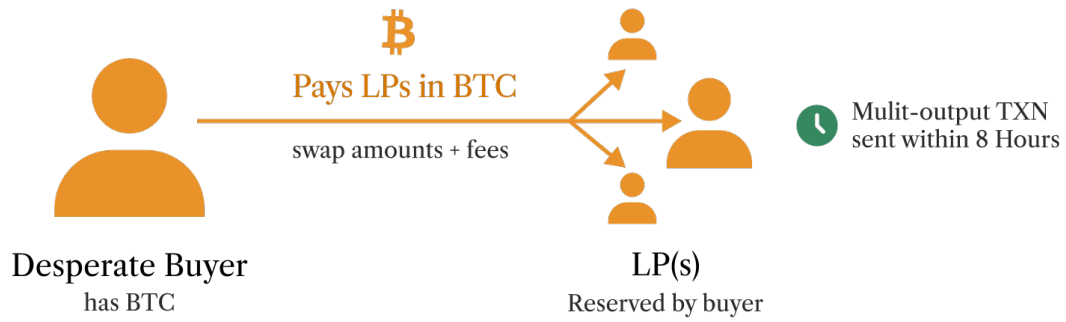 ₿
Pays LPs in BTC
swap amounts + fees
Mulit-output TXN
sent within 8 Hours
Desperate Buyer
has BTC
LP(s)
Reserved by buyer